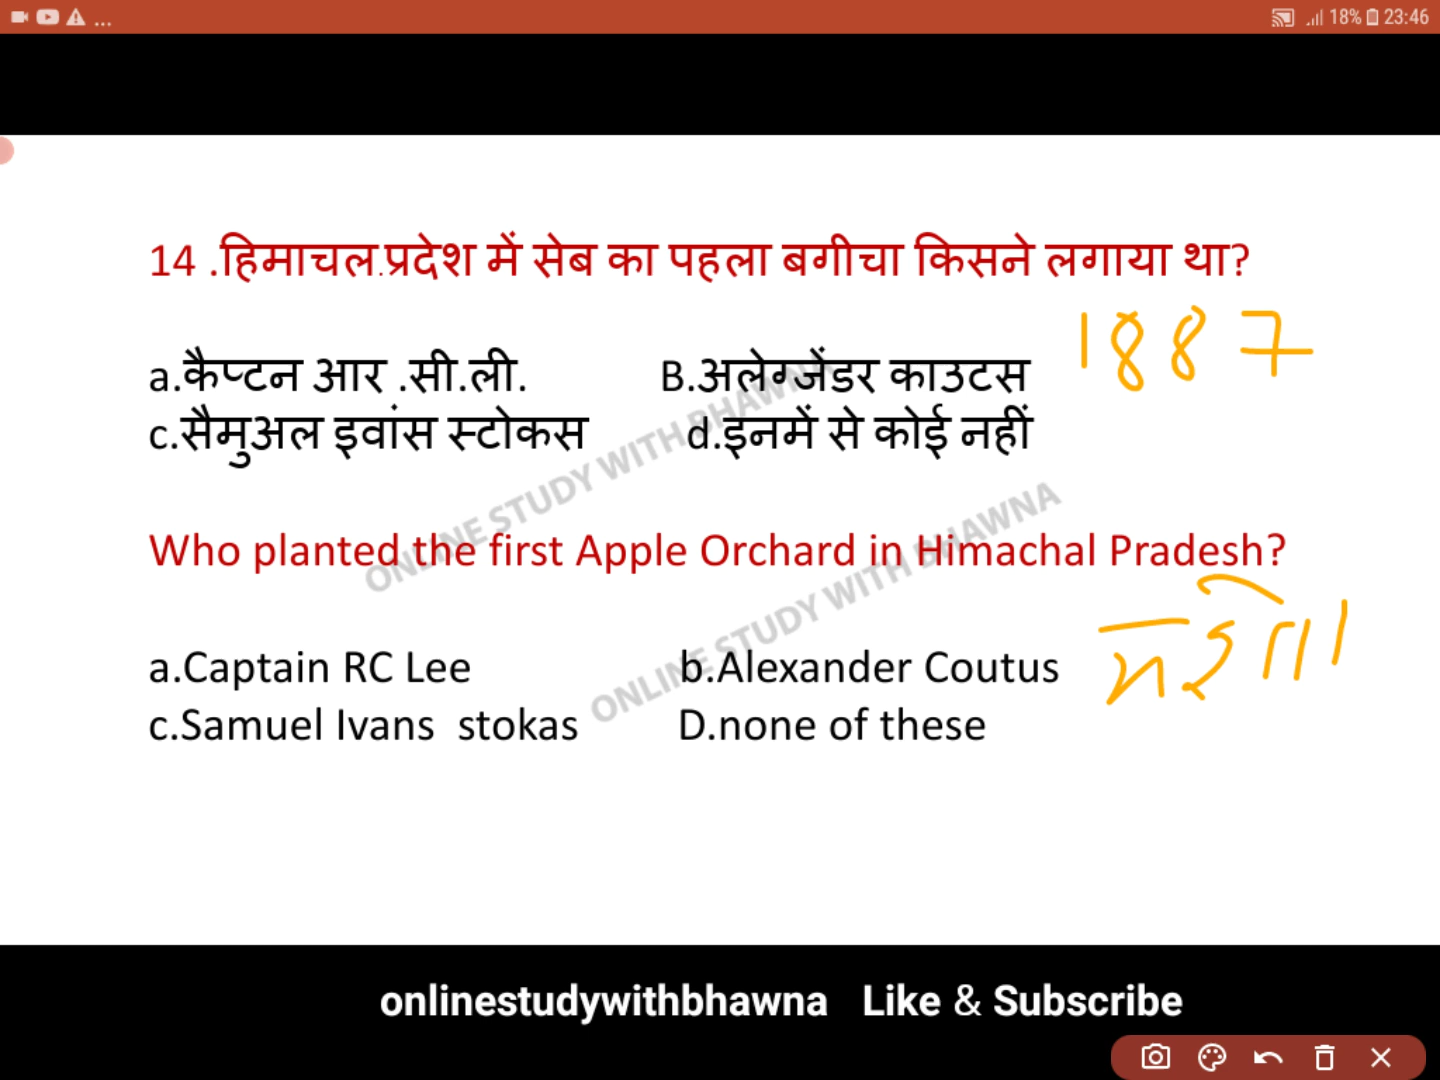 ... 18% 23:46
14 .हिमाचल.प्रदेश में सेब का पहला बगीचा किसने लगाया था?
1887
a.कैप्टन आर .सी.ली. B.अलेग्जेंडर काउटस
c.सैमुअल इवांस स्टोकस d.इनमें से कोई नहीं
ONLINE STUDY WITH BHAWNA
Who planted the first Apple Orchard in Himachal Pradesh?
ONLINE STUDY WITH BHAWNA
a.Captain RC Lee b.Alexander Coutus
c.Samuel Ivans stokas D.none of these
onlinestudywithbhawna Like & Subscribe